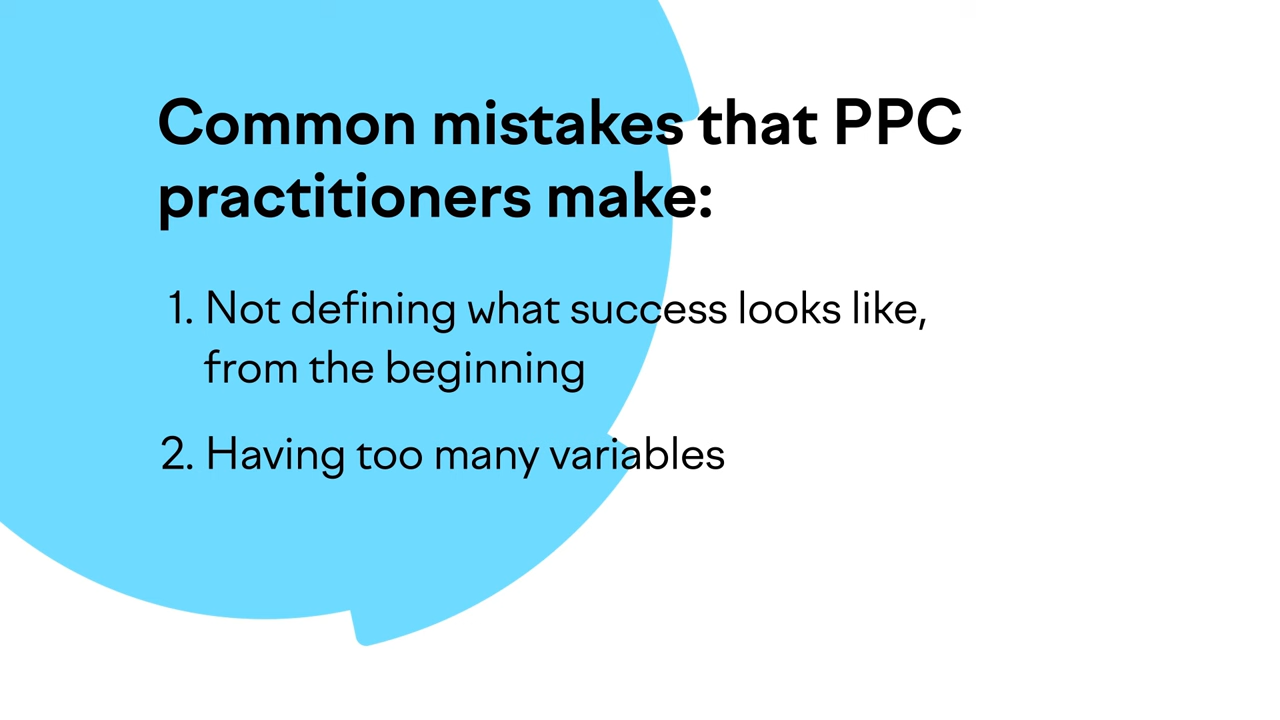 Common mistakes that PPC
practitioners make:
1. Not defining what success looks like,
from the beginning
2. Having too many variables